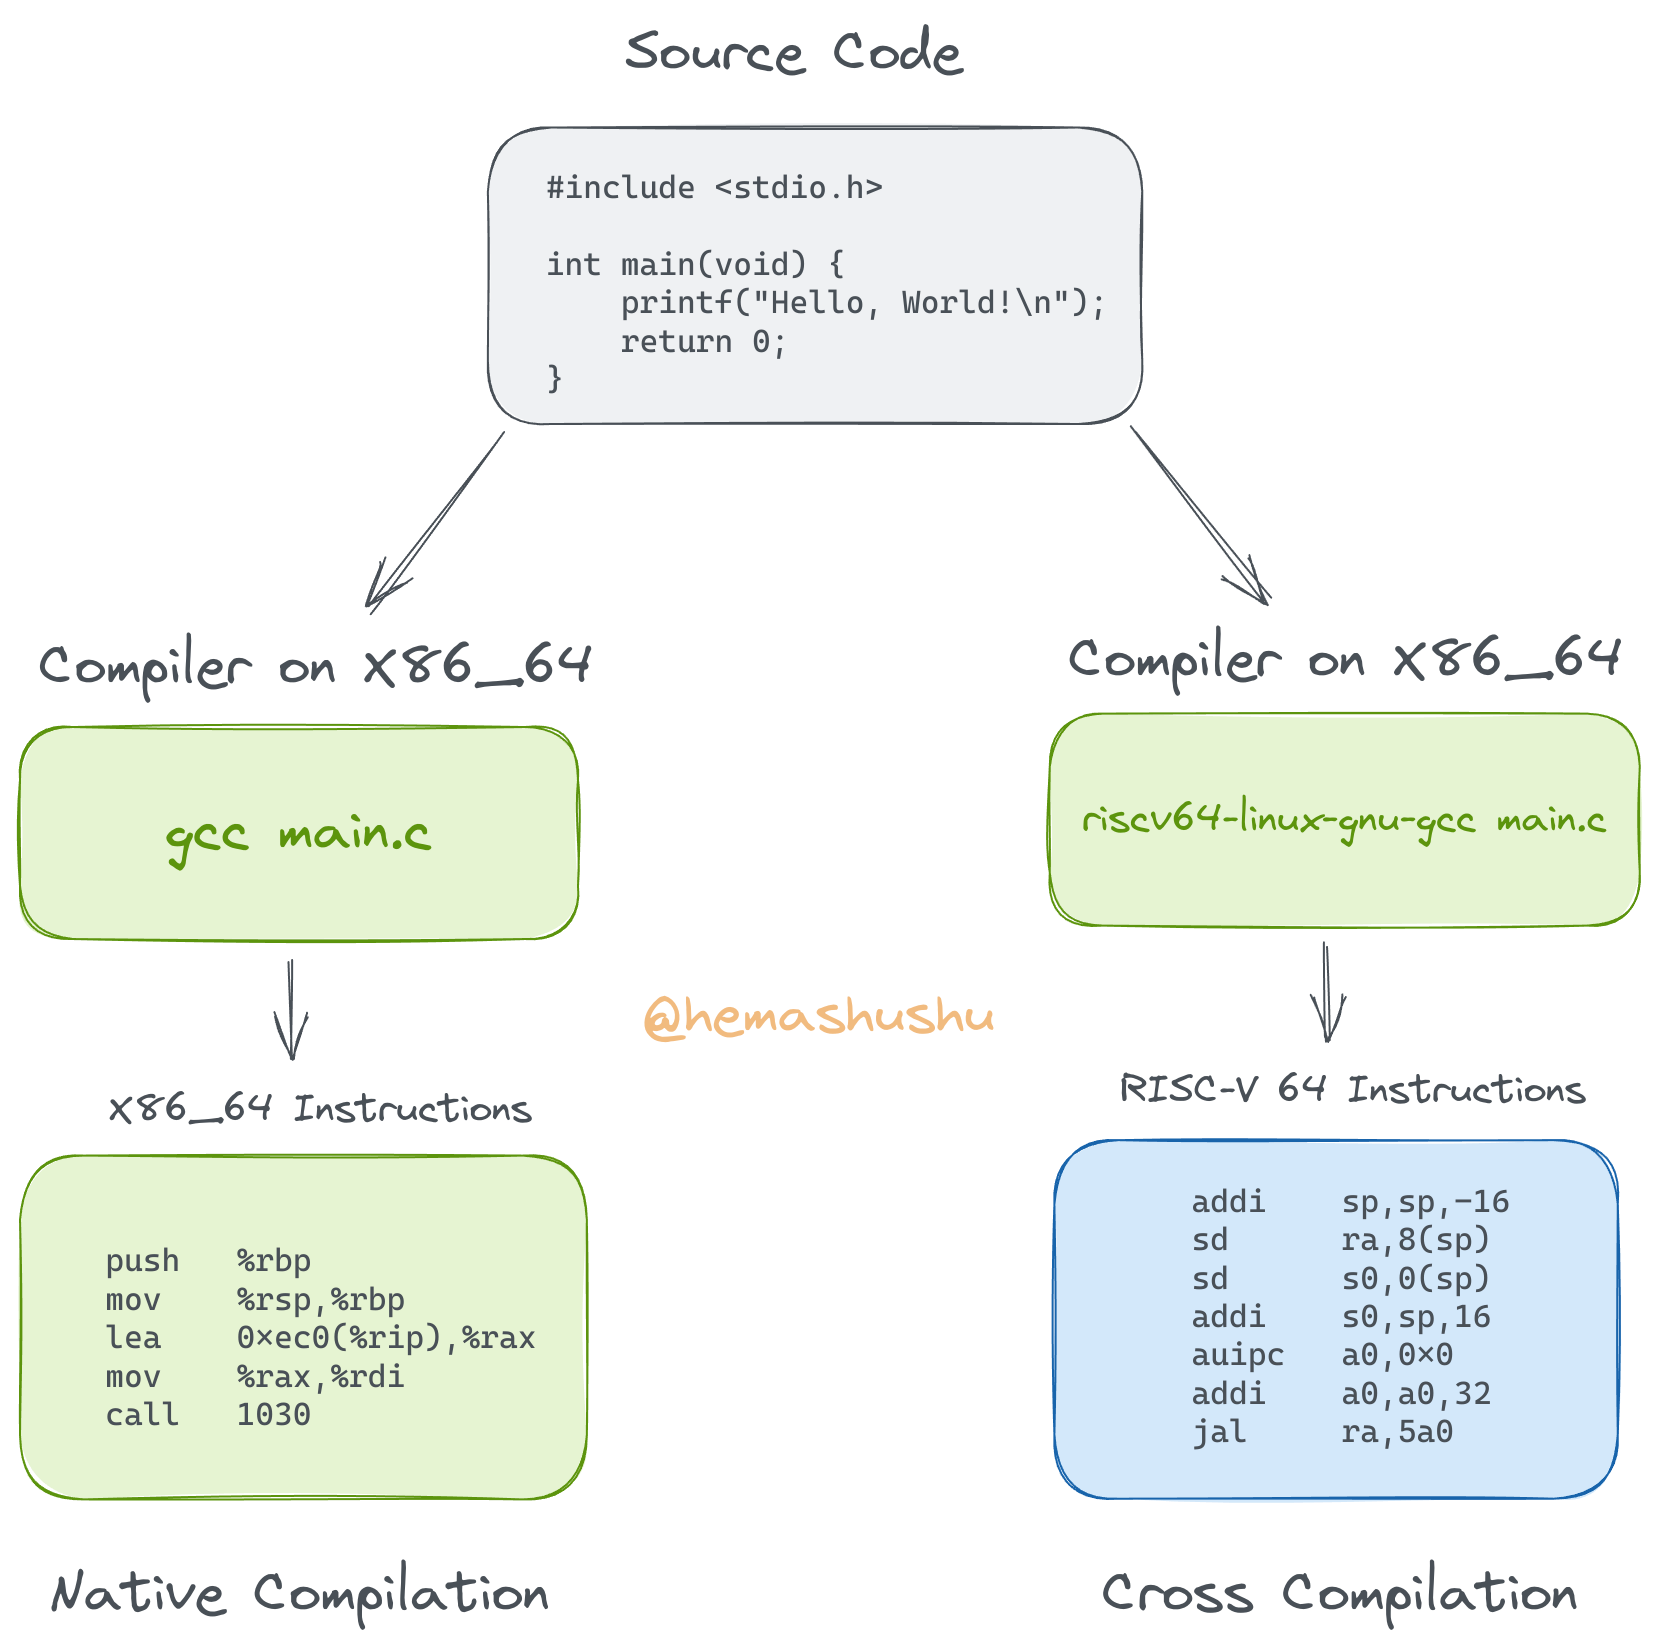 Source Code
#include <stdio.h>
int main(void) {
    printf("Hello, World!\n");
    return 0;
}
Compiler on X86_64
gcc main.c
X86_64 Instructions
push   %rbp
mov    %rsp,%rbp
lea    0×ec0(%rip),%rax
mov    %rax,%rdi
call   1030
Native Compilation
@hemashushu
Compiler on X86_64
riscv64-linux-gnu-gcc main.c
RISC-V 64 Instructions
addi    sp,sp,-16
sd      ra,8(sp)
sd      s0,0(sp)
addi    s0,sp,16
auipc   a0,0×0
addi    a0,a0,32
jal     ra,5a0
Cross Compilation